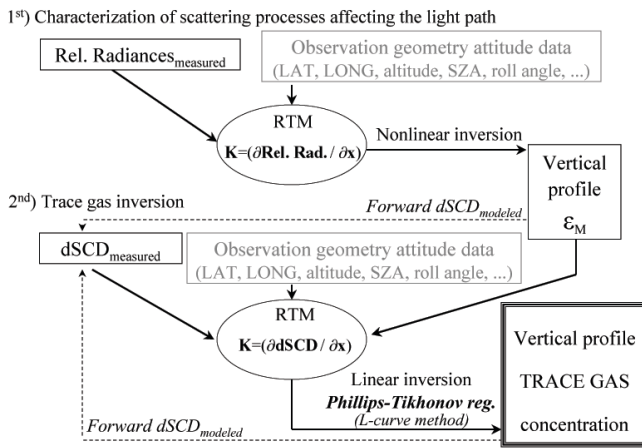 1st) Characterization of scattering processes affecting the light path
Rel. Radiances measured
Observation geometry attitude data
(LAT, LONG, altitude, SZA, roll angle, ...)
RTM
K=(∂Rel. Rad./ ∂x)
Nonlinear inversion
Vertical
profile
εM
2nd) Trace gas inversion
Forward dSCDmodeled
dSCDmeasured
Observation geometry attitude data
(LAT, LONG, altitude, SZA, roll angle, ...)
RTM
K=(∂dSCD/ ∂x)
Vertical profile
TRACE GAS
concentration
Linear inversion
Phillips-Tikhonov reg.
(L-curve method)
Forward dSCDmodeled